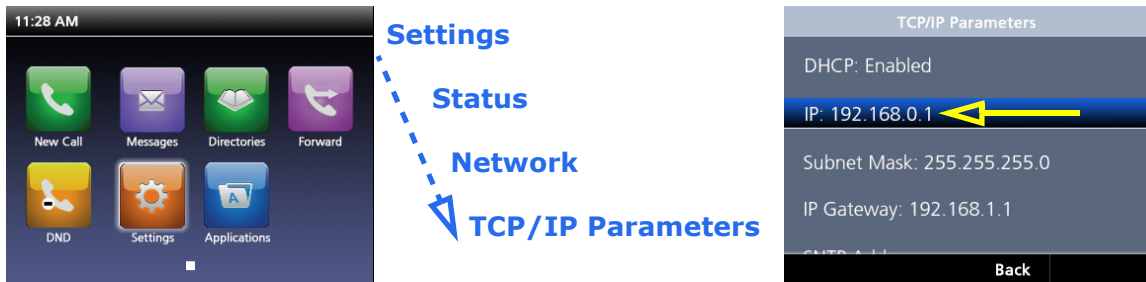 11:28 AM
New Call
Messages
Directories
Forward
DND
Settings
A
Applications
Settings
Status
Network
TCP/IP Parameters
TCP/IP Parameters
DHCP: Enabled
IP: 192.168.0.1
Subnet Mask: 255.255.255.0
IP Gateway: 192.168.1.1
Back